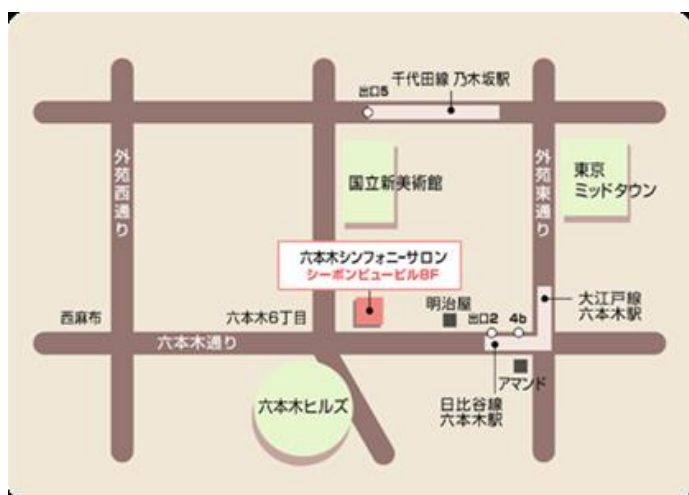 千代田線 乃木坂駅
出口5
外苑西通り
外苑東通り
国立新美術館
東京
ミッドタウン
六本木シンフォニーサロン
シーボンビュービル8F
大江戸線
六本木駅
明治屋
出口2
4b
西麻布
六本木6丁目
六本木通り
アマンド
六本木ヒルズ
日比谷線
六本木駅